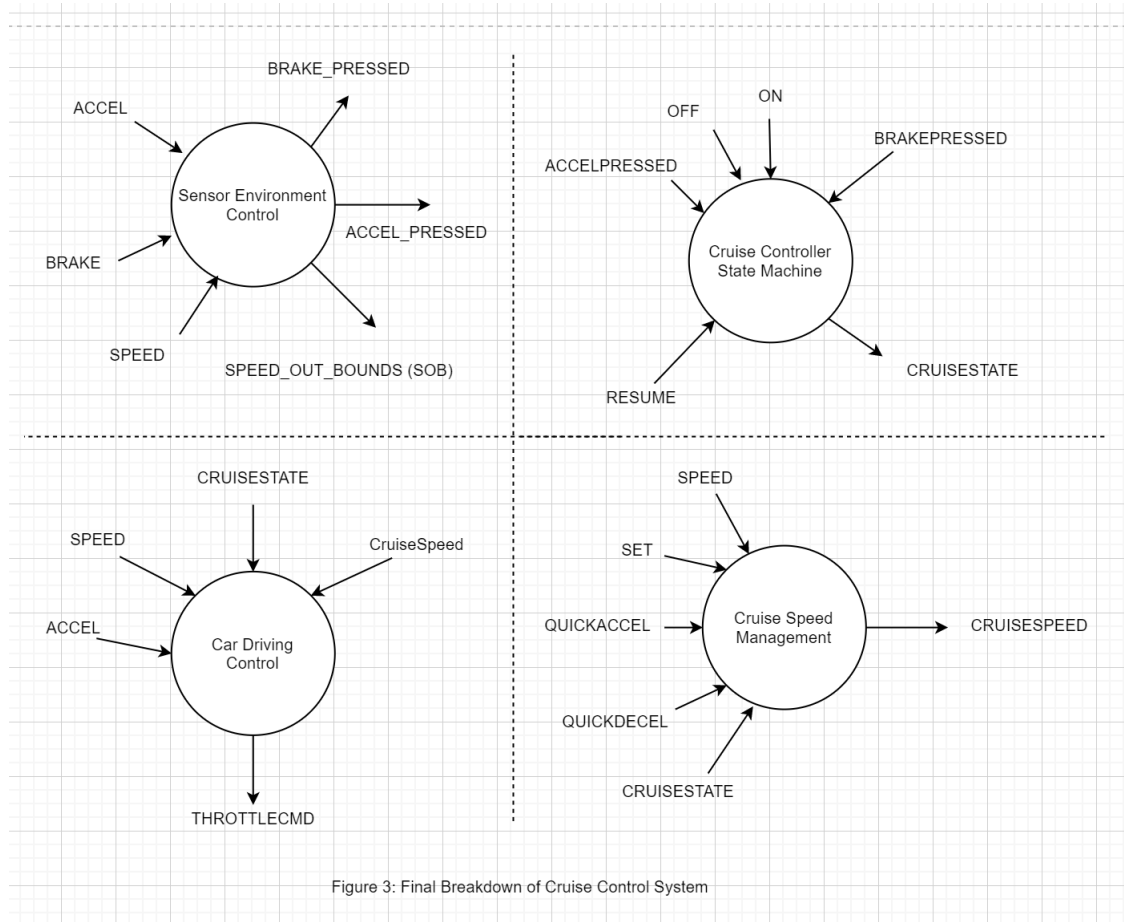 BRAKE_PRESSED
ACCEL
Sensor Environment
Control
ACCEL_PRESSED
BRAKE
SPEED
SPEED_OUT_BOUNDS (SOB)
ON
OFF
BRAKEPRESSED
ACCELPRESSED
Cruise Controller
State Machine
CRUISESTATE
RESUME
CRUISESTATE
SPEED
CruiseSpeed
ACCEL
Car Driving
Control
THROTTLECMD
SPEED
SET
QUICKACCEL
Cruise Speed
Management
CRUISESPEED
QUICKDECEL
CRUISESTATE
Figure 3: Final Breakdown of Cruise Control System